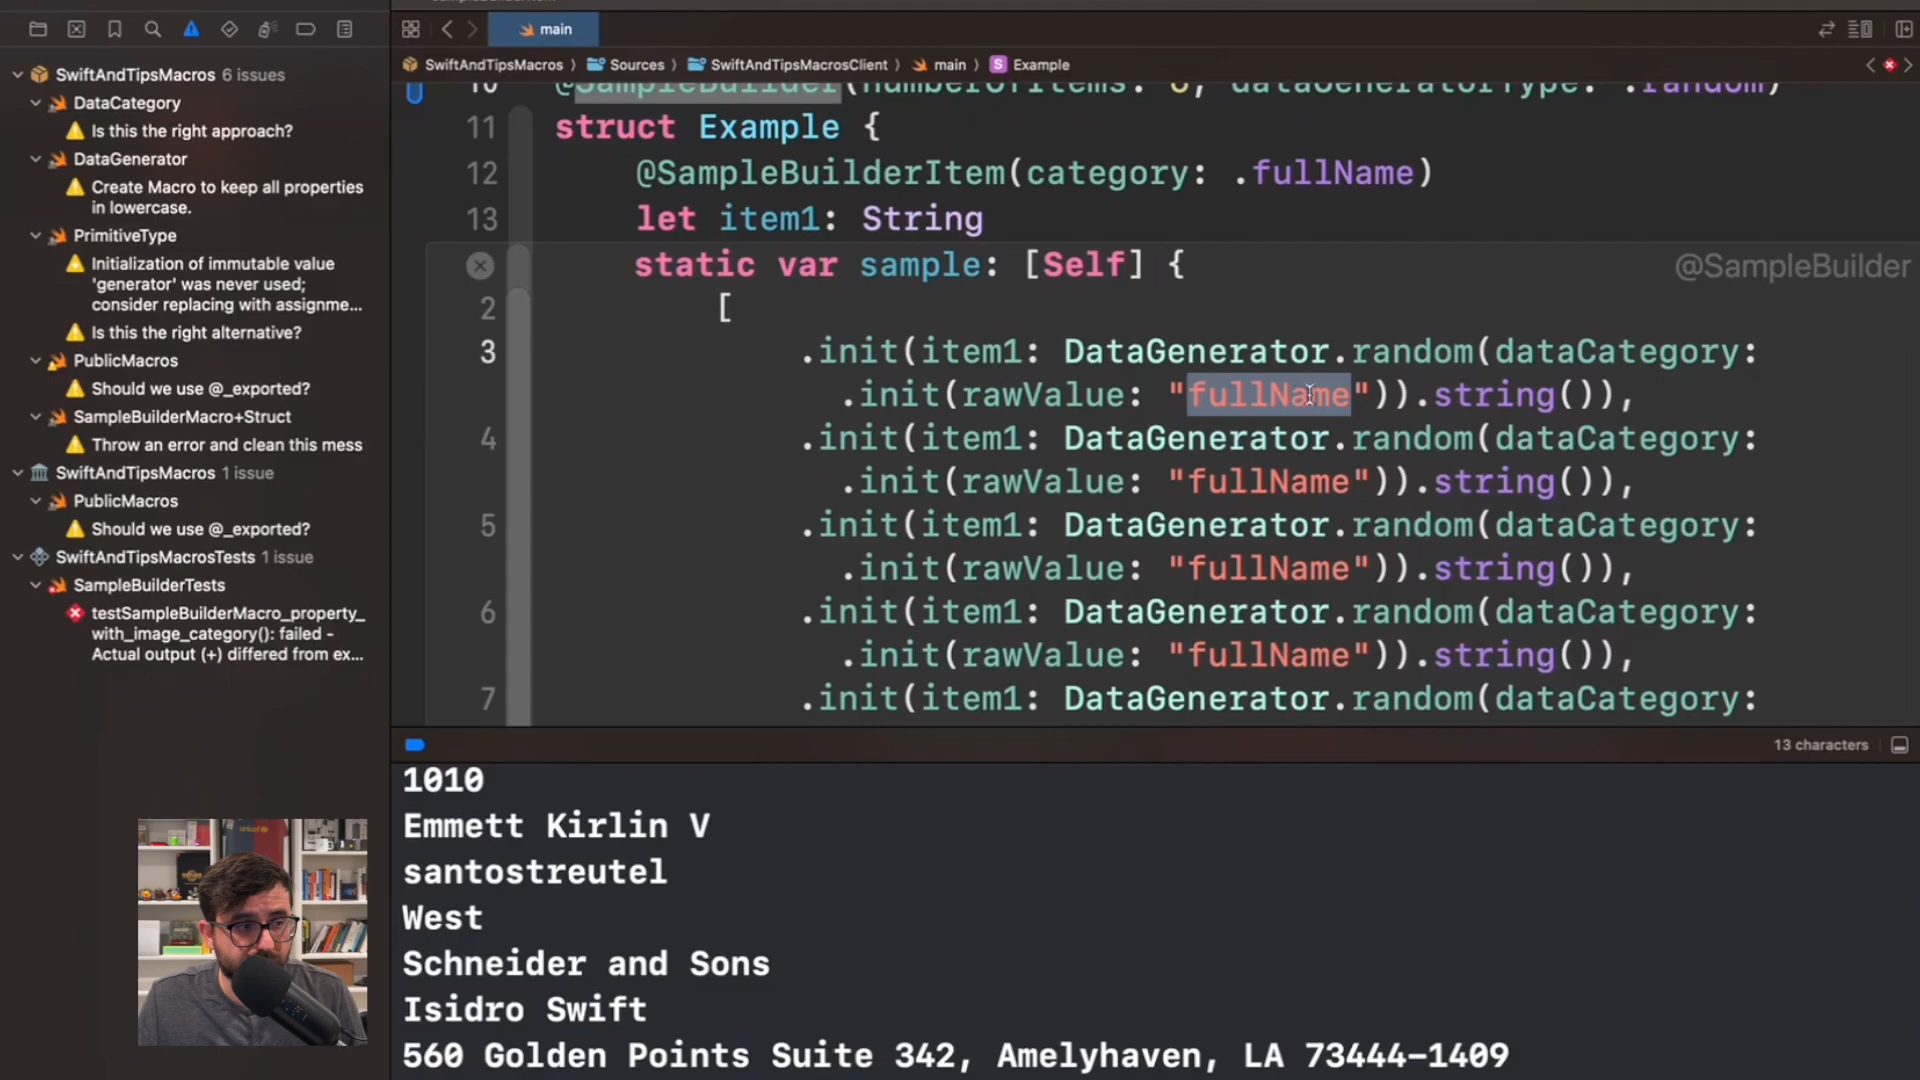 main
SwiftAndTipsMacros 6 issues
DataCategory
Is this the right approach?
DataGenerator
Create Macro to keep all properties
in lowercase.
PrimitiveType
Initialization of immutable value
'generator' was never used;
consider replacing with assignme...
Is this the right alternative?
PublicMacros
Should we use @_exported?
SampleBuilderMacro+Struct
Throw an error and clean this mess
SwiftAndTipsMacros 1 issue
PublicMacros
Should we use @_exported?
SwiftAndTipsMacrosTests 1 issue
SampleBuilderTests
testSampleBuilderMacro_property_
with_image_category(): failed -
Actual output (+) differed from ex...
SwiftAndTipsMacros Sources SwiftAndTipsMacrosClient main S Example
10 @SampleBuilder(numberOfItems: 6, dataGeneratorType: .random)
11 struct Example {
12 @SampleBuilderItem(category: .fullName)
13 let item1: String
static var sample: [Self] { @SampleBuilder
2 [
3 .init(item1: DataGenerator.random(dataCategory:
.init(rawValue: "fullName")).string()),
4 .init(item1: DataGenerator.random(dataCategory:
.init(rawValue: "fullName")).string()),
5 .init(item1: DataGenerator.random(dataCategory:
.init(rawValue: "fullName")).string()),
6 .init(item1: DataGenerator.random(dataCategory:
.init(rawValue: "fullName")).string()),
7 .init(item1: DataGenerator.random(dataCategory:
13 characters
1010
Emmett Kirlin V
santostreutel
West
Schneider and Sons
Isidro Swift
560 Golden Points Suite 342, Amelyhaven, LA 73444-1409
unicef